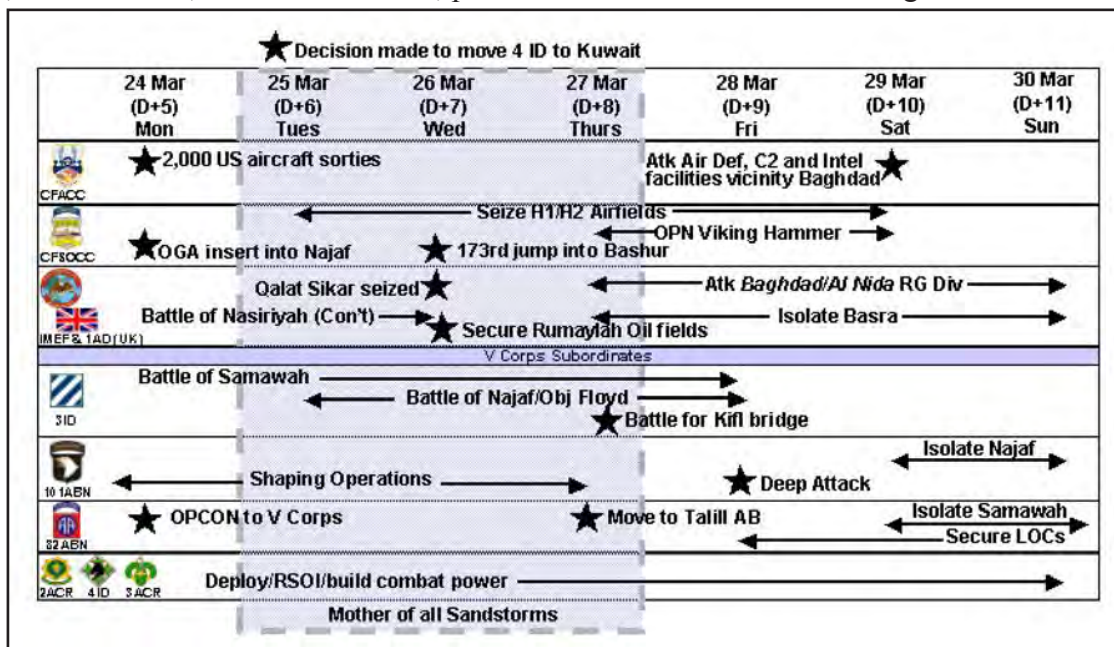 Decision made to move 4 ID to Kuwait
24 Mar 25 Mar 26 Mar 27 Mar 28 Mar 29 Mar 30 Mar
(D+5) (D+6) (D+7) (D+8) (D+9) (D+10) (D+11)
Mon Tues Wed Thurs Fri Sat Sun
2,000 US aircraft sorties
Atk Air Def, C2 and Intel
facilities vicinity Baghdad
CFACC
Seize H1/H2 Airfields
OPN Viking Hammer
OGA insert into Najaf
173rd jump into Bashur
CFSOCC
Qalat Sikar seized
Atk Baghdad/Al Nida RG Div
Battle of Nasiriyah (Con't)
Isolate Basra
Secure Rumaylah Oil fields
IMEF & 1AD(UK)
V Corps Subordinates
Battle of Samawah
Battle of Najaf/Obj Floyd
3ID
Battle for Kifl bridge
Isolate Najaf
Shaping Operations
Deep Attack
101ABN
OPCON to V Corps
Move to Talill AB
Isolate Samawah
Secure LOCs
82ABN
Deploy/RSOI/build combat power
2ACR 4ID 3ACR
Mother of all Sandstorms